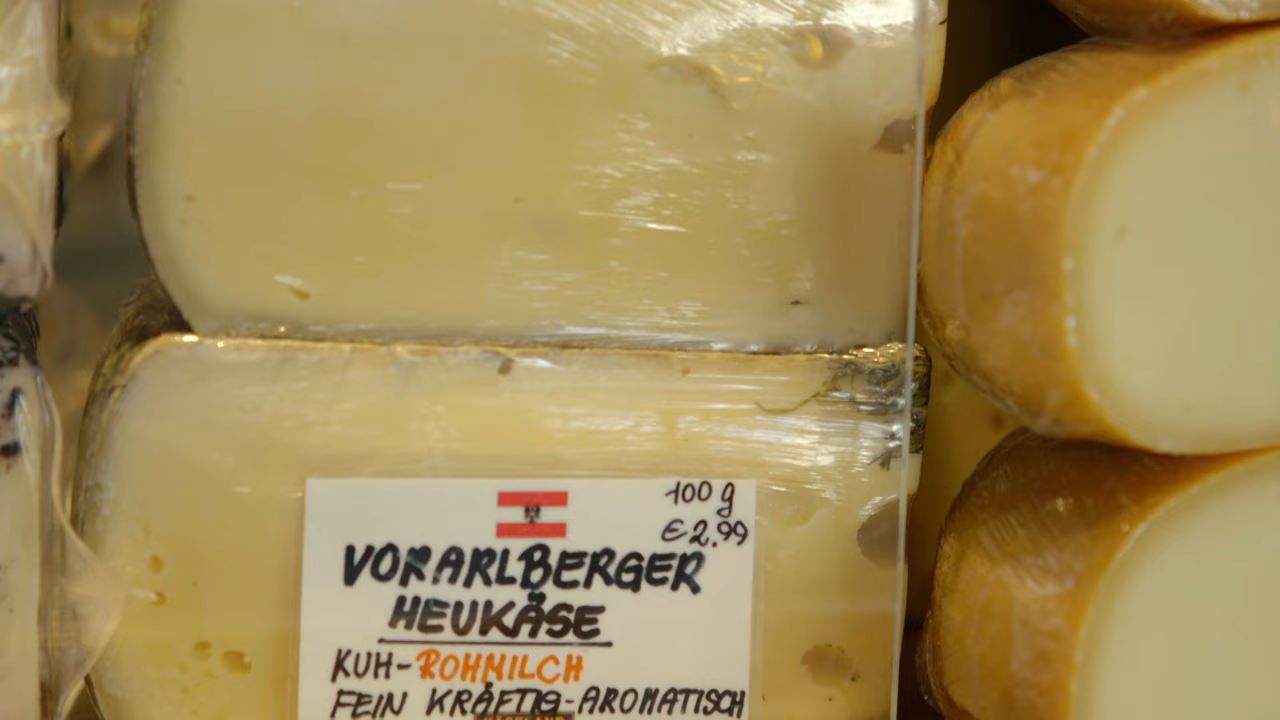 100 g
€ 2.99
VORARLBERGER
HEUKÄSE
KUH-ROHMILCH
FEIN KRÄFTIG-AROMATISCH